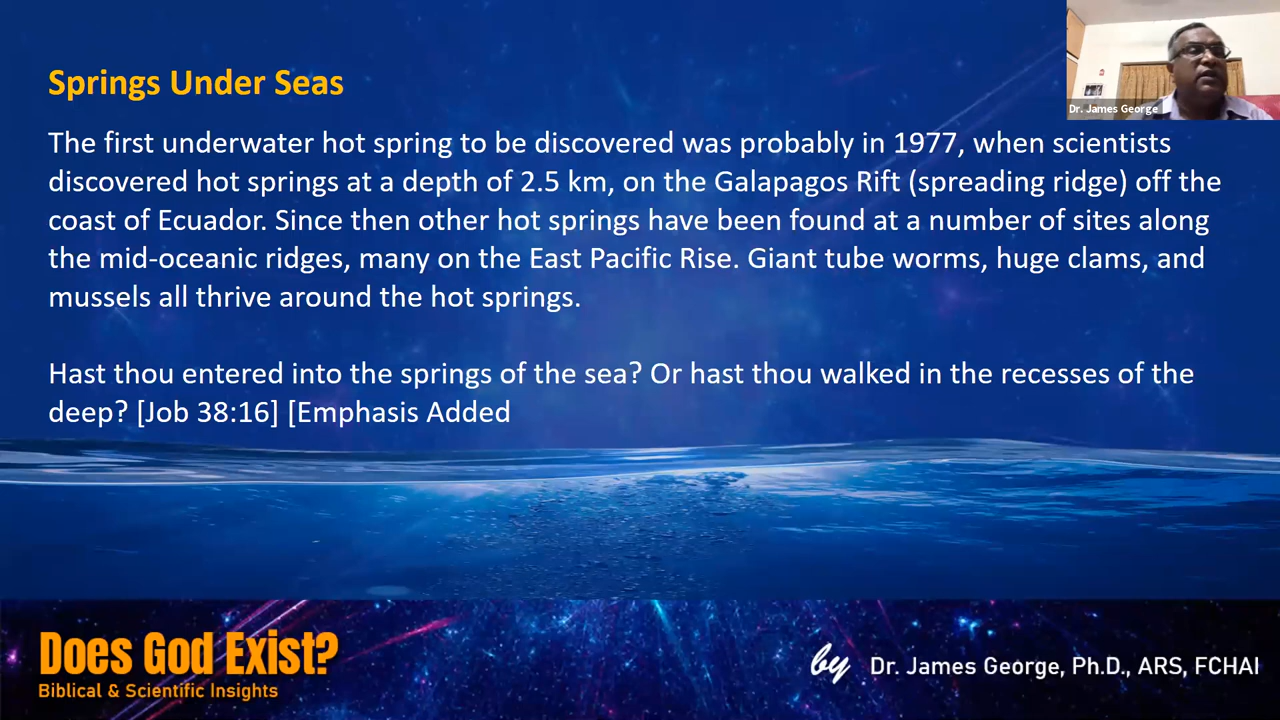 Springs Under Seas
Dr. James George
The first underwater hot spring to be discovered was probably in 1977, when scientists
discovered hot springs at a depth of 2.5 km, on the Galapagos Rift (spreading ridge) off the
coast of Ecuador. Since then other hot springs have been found at a number of sites along
the mid-oceanic ridges, many on the East Pacific Rise. Giant tube worms, huge clams, and
mussels all thrive around the hot springs.
Hast thou entered into the springs of the sea? Or hast thou walked in the recesses of the
deep? [Job 38:16] [Emphasis Added
Does God Exist?
Biblical & Scientific Insights
by Dr. James George, Ph.D., ARS, FCHAI